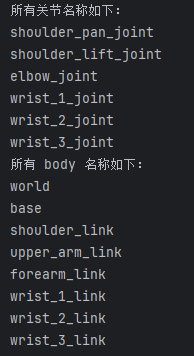 所有关节名称如下:
shoulder_pan_joint
shoulder_lift_joint
elbow_joint
wrist_1_joint
wrist_2_joint
wrist_3_joint
所有 body 名称如下:
world
base
shoulder_link
upper_arm_link
forearm_link
wrist_1_link
wrist_2_link
wrist_3_link